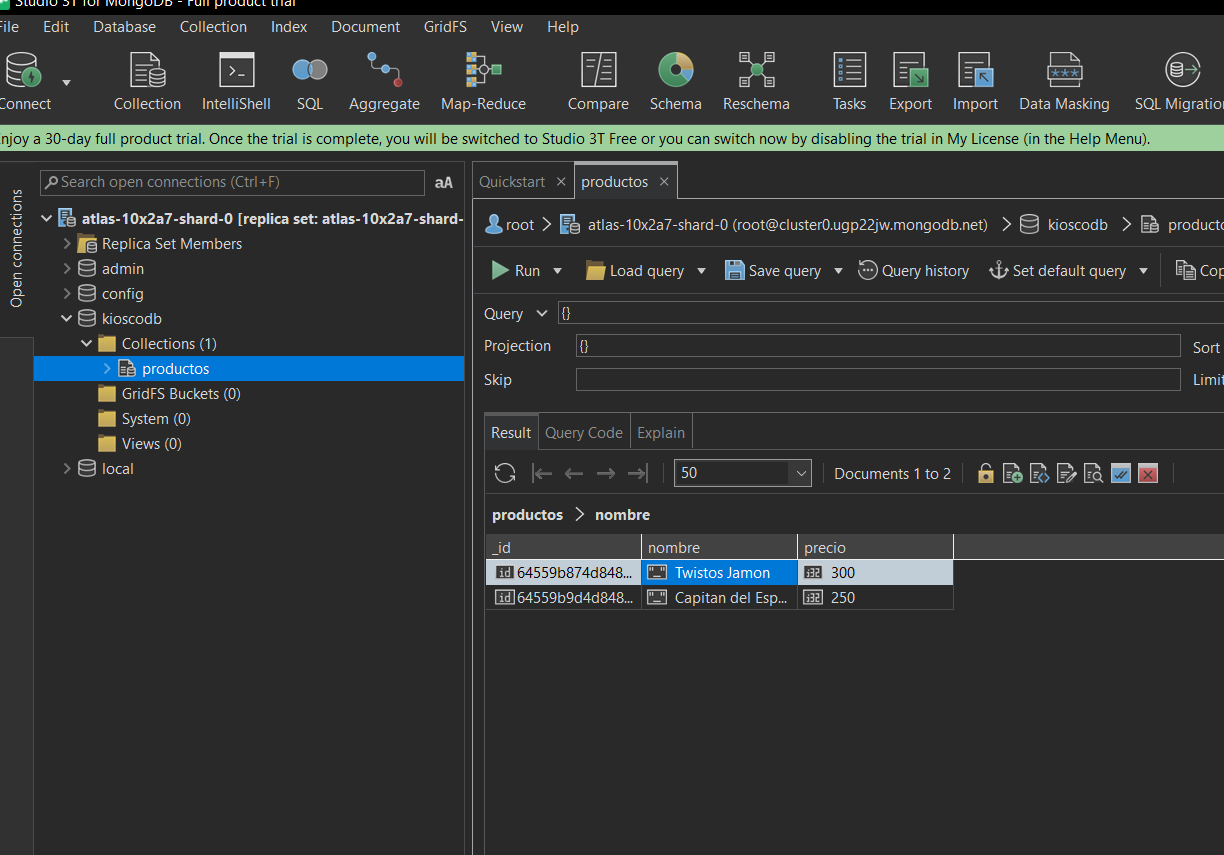 Studio 3T for MongoDB - Full product trial
File Edit Database Collection Index Document GridFS View Help
Connect Collection IntelliShell SQL Aggregate Map-Reduce Compare Schema Reschema Tasks Export Import Data Masking SQL Migration
Enjoy a 30-day full product trial. Once the trial is complete, you will be switched to Studio 3T Free or you can switch now by disabling the trial in My License (in the Help Menu).
Open connections
Search open connections (Ctrl+F) aA
atlas-10x2a7-shard-0 [replica set: atlas-10x2a7-shard-
Replica Set Members
admin
config
kioscodb
Collections (1)
productos
GridFS Buckets (0)
System (0)
Views (0)
local
Quickstart × productos ×
root > atlas-10x2a7-shard-0 (root@cluster0.ugp22jw.mongodb.net) > kioscodb > producto
Run Load query Save query Query history Set default query Cop
Query {}
Projection {} Sort
Skip Limit
Result Query Code Explain
50 Documents 1 to 2
productos > nombre
_id nombre precio
id 64559b874d848... "_" Twistos Jamon i32 300
id 64559b9d4d848... "_" Capitan del Esp... i32 250